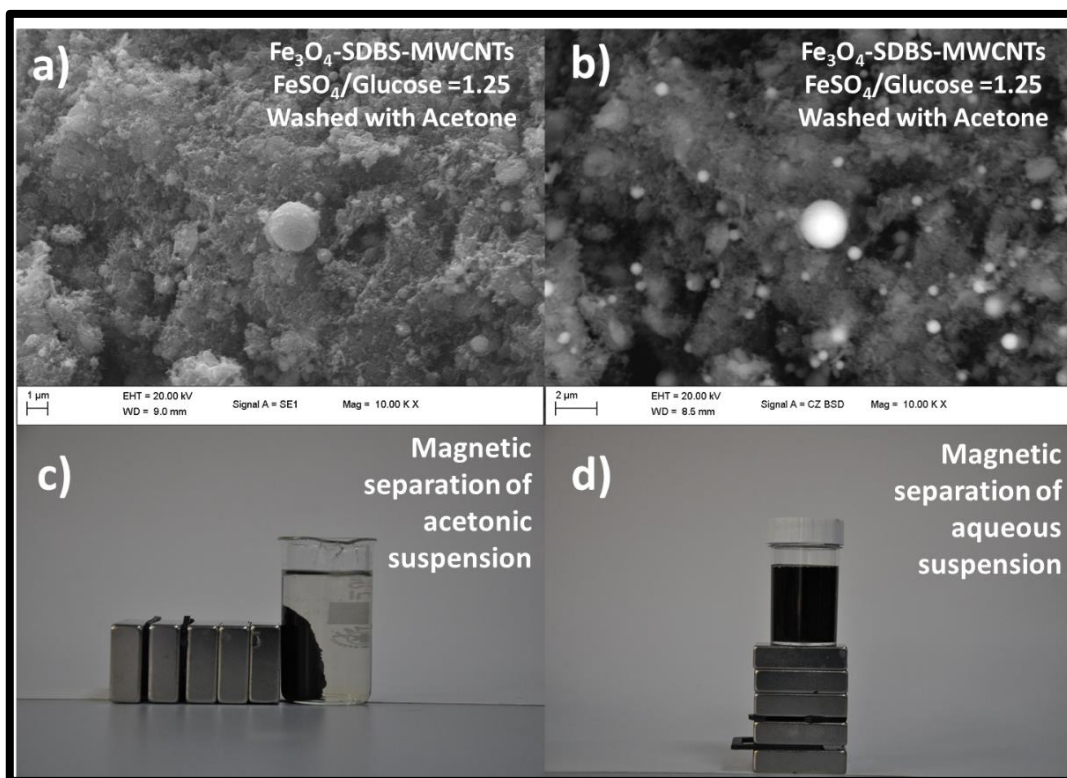 a)
Fe₃O₄-SDBS-MWCNTs
FeSO₄/Glucose =1.25
Washed with Acetone
b)
Fe₃O₄-SDBS-MWCNTs
FeSO₄/Glucose =1.25
Washed with Acetone
1 µm
EHT = 20.00 kV
WD = 9.0 mm
Signal A = SE1
Mag = 10.00 K X
2 µm
EHT = 20.00 kV
WD = 8.5 mm
Signal A = CZ BSD
Mag = 10.00 K X
c)
Magnetic
separation of
acetonic
suspension
d)
Magnetic
separation of
aqueous
suspension